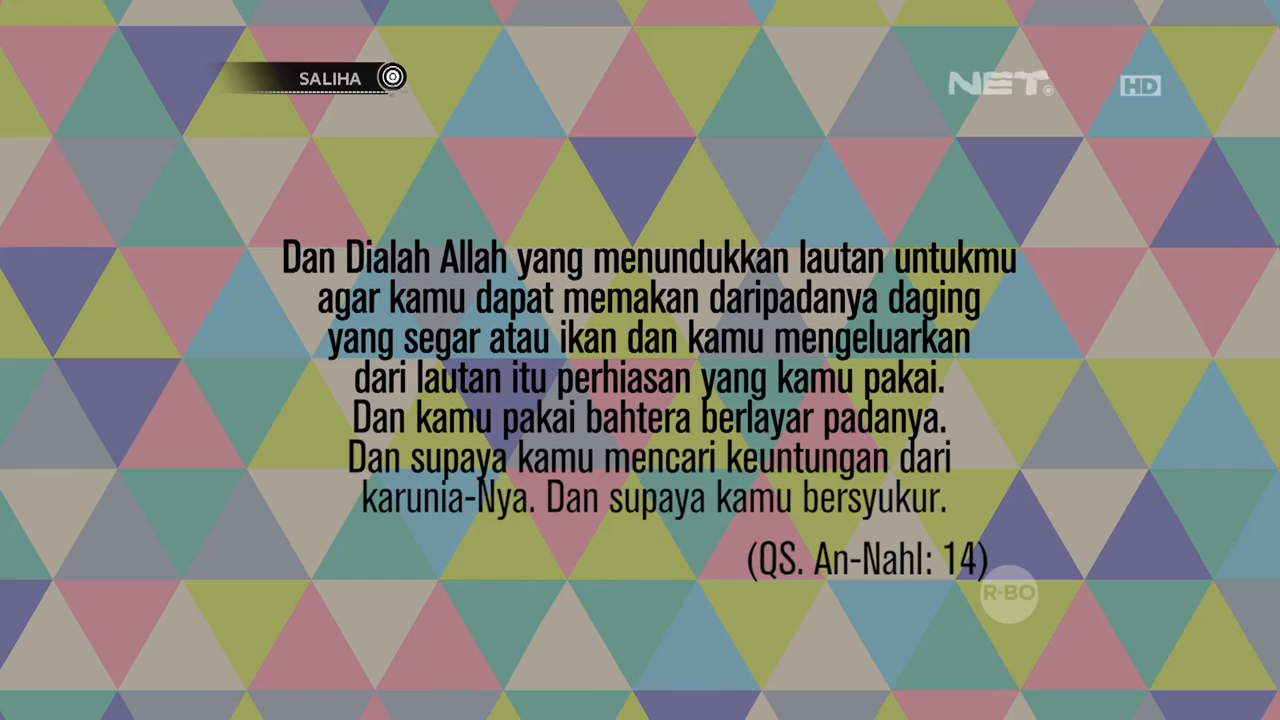 SALIHA
NET.
HD
Dan Dialah Allah yang menundukkan lautan untukmu
agar kamu dapat memakan daripadanya daging
yang segar atau ikan dan kamu mengeluarkan
dari lautan itu perhiasan yang kamu pakai.
Dan kamu pakai bahtera berlayar padanya.
Dan supaya kamu mencari keuntungan dari
karunia-Nya. Dan supaya kamu bersyukur.
(QS. An-Nahl: 14)
R-BO